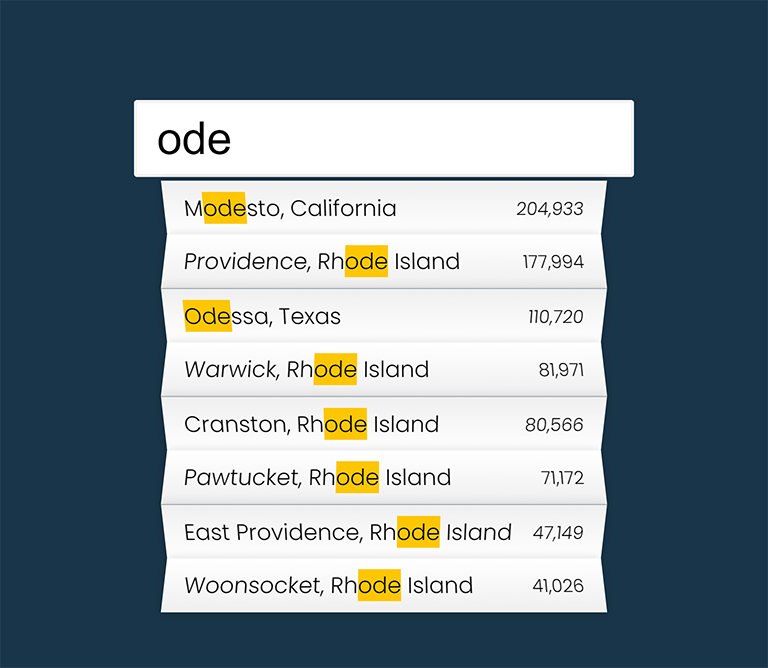 ode
Modesto, California 204,933
Providence, Rhode Island 177,994
Odessa, Texas 110,720
Warwick, Rhode Island 81,971
Cranston, Rhode Island 80,566
Pawtucket, Rhode Island 71,172
East Providence, Rhode Island 47,149
Woonsocket, Rhode Island 41,026